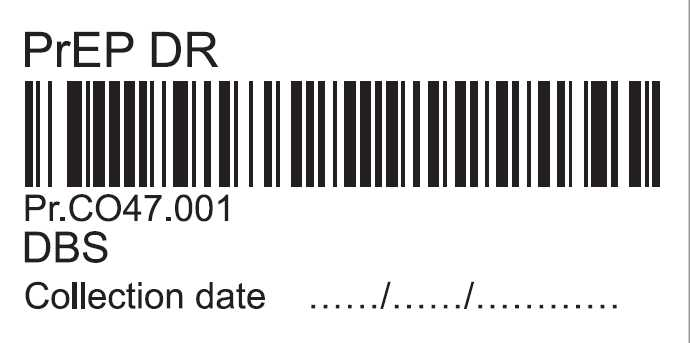 PrEP DR
Pr.CO47.001
DBS
Collection date ....../....../............